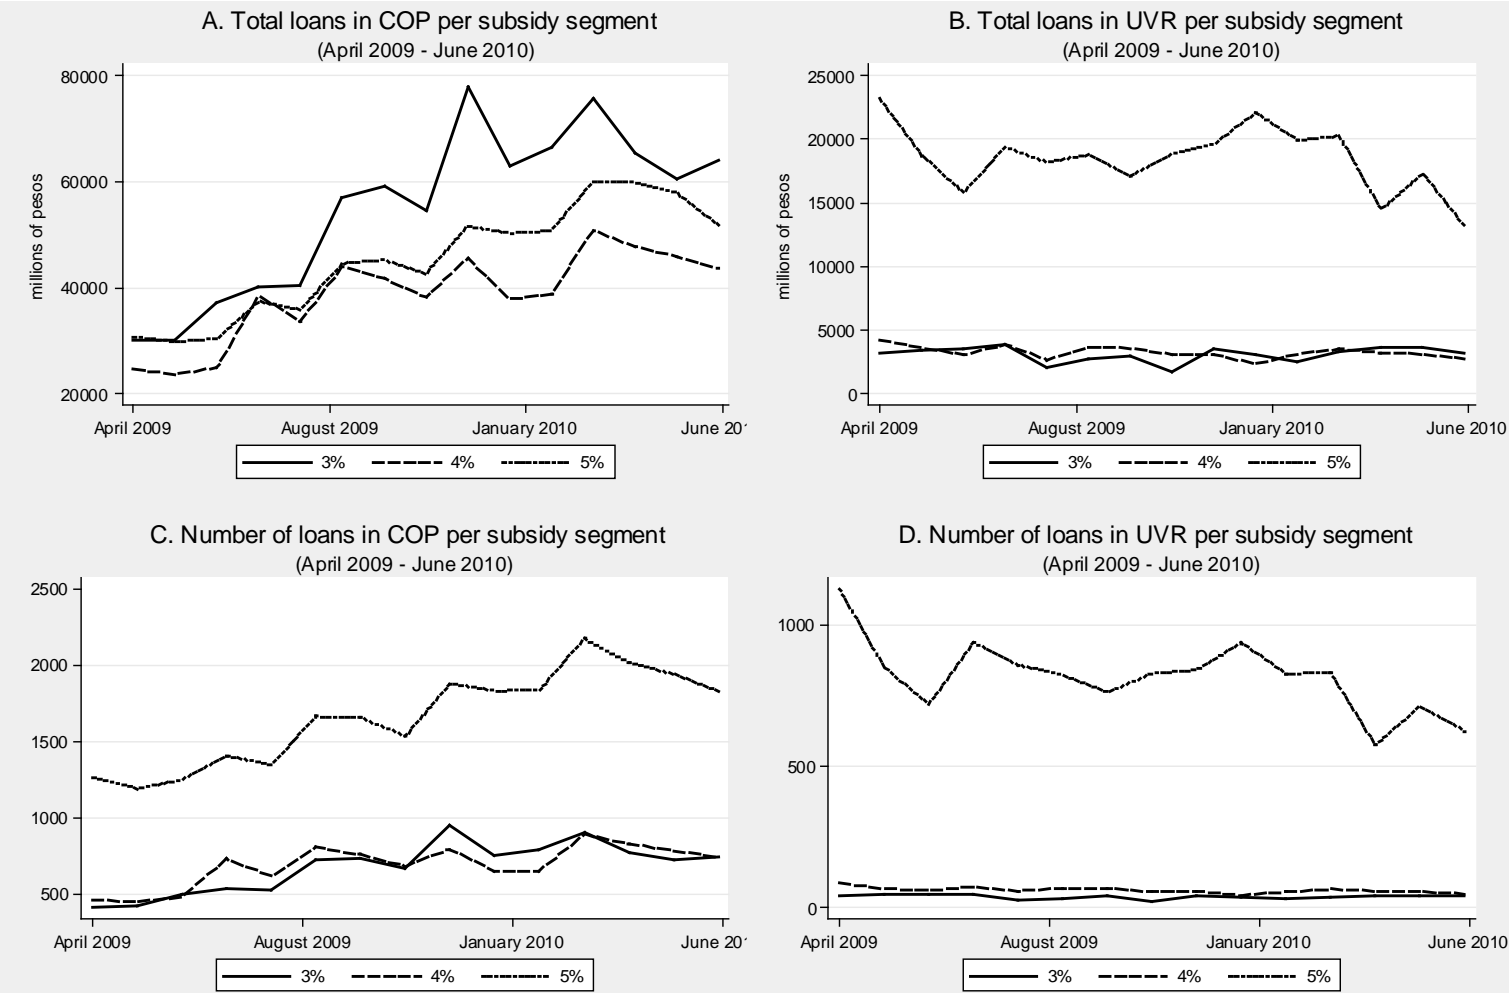 A. Total loans in COP per subsidy segment
(April 2009 - June 2010)
80000
60000
40000
20000
millions of pesos
April 2009 August 2009 January 2010 June 20
3% 4% 5%
B. Total loans in UVR per subsidy segment
(April 2009 - June 2010)
25000
20000
15000
10000
5000
0
millions of pesos
April 2009 August 2009 January 2010 June 2010
3% 4% 5%
C. Number of loans in COP per subsidy segment
(April 2009 - June 2010)
2500
2000
1500
1000
500
April 2009 August 2009 January 2010 June 20
3% 4% 5%
D. Number of loans in UVR per subsidy segment
(April 2009 - June 2010)
1000
500
0
April 2009 August 2009 January 2010 June 2010
3% 4% 5%